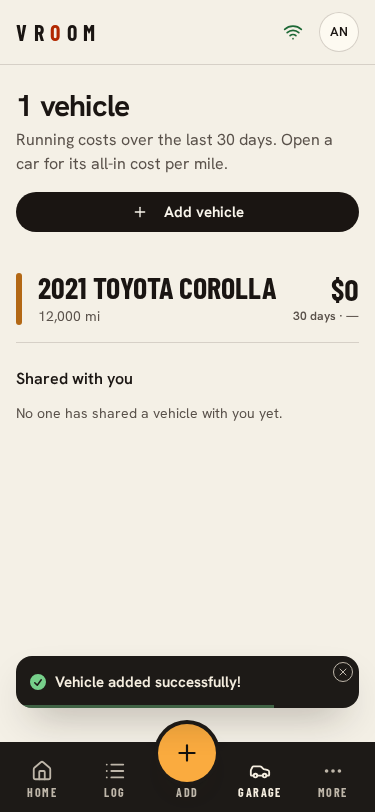 VROOM
AN
1 vehicle
Running costs over the last 30 days. Open a
car for its all-in cost per mile.
+ Add vehicle
2021 TOYOTA COROLLA
$0
12,000 mi
30 days · —
Shared with you
No one has shared a vehicle with you yet.
Vehicle added successfully!
HOME
LOG
ADD
GARAGE
MORE